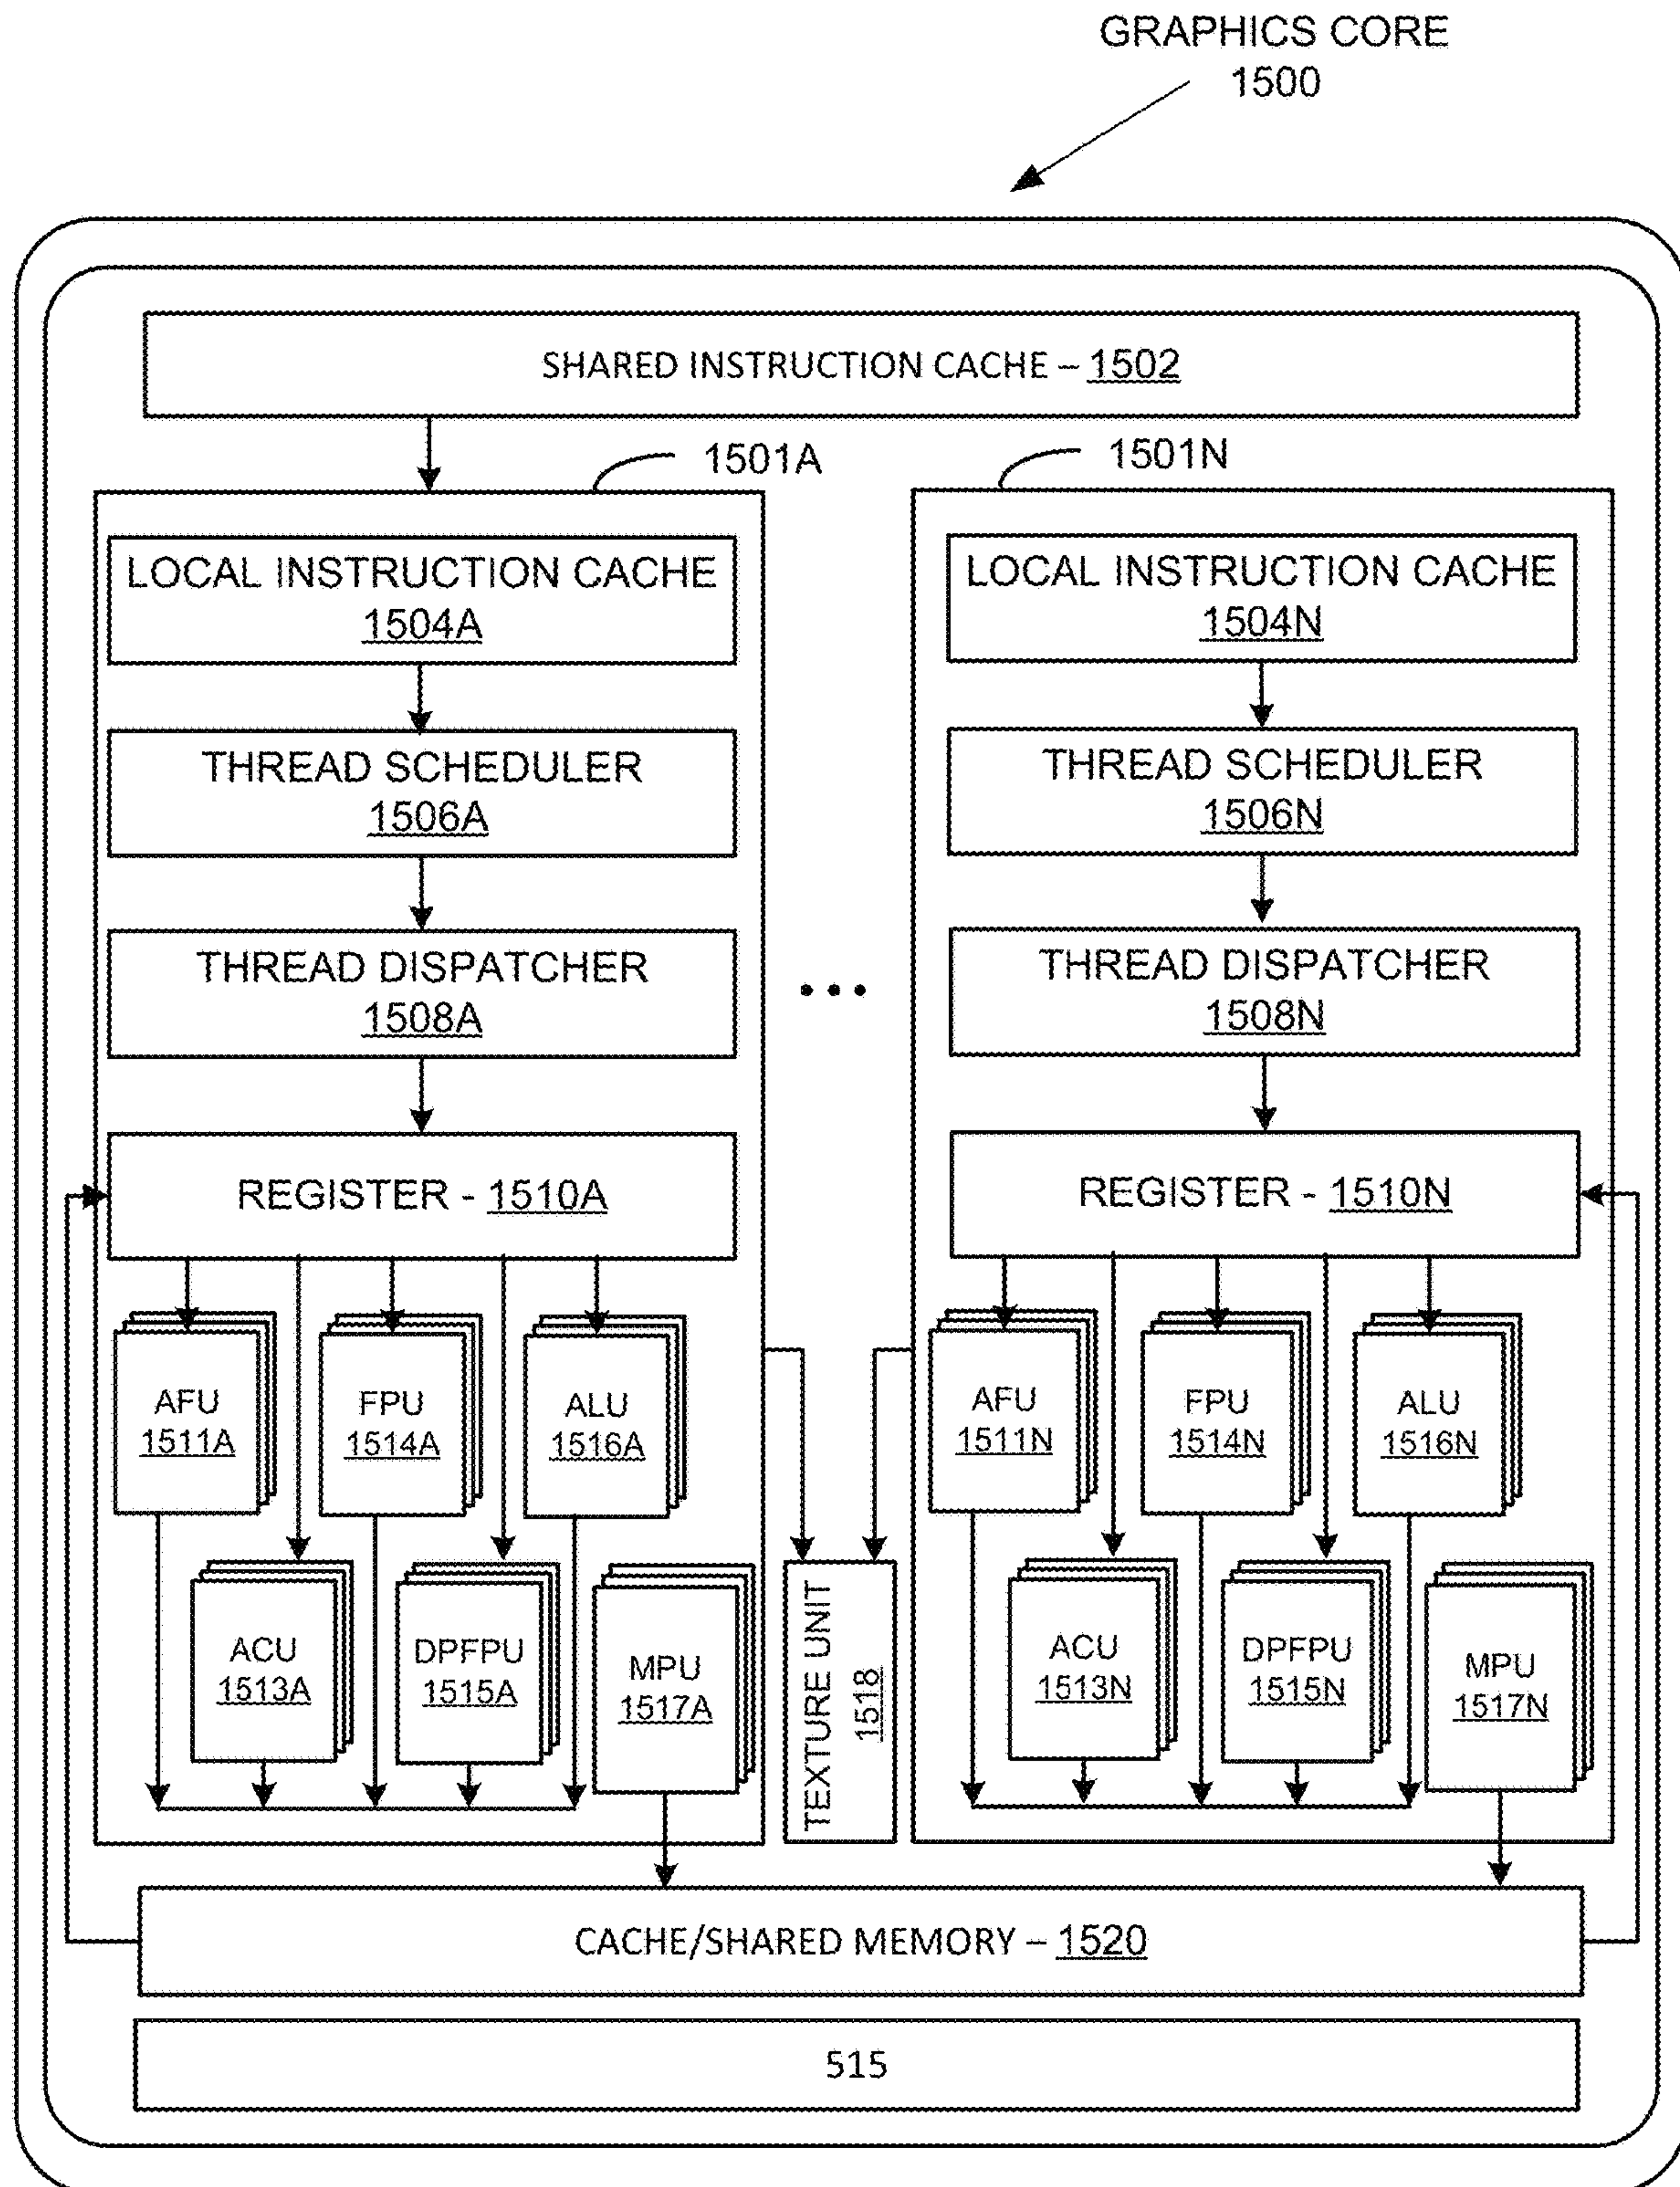 GRAPHICS CORE
1500
SHARED INSTRUCTION CACHE – 1502
1501A
1501N
LOCAL INSTRUCTION CACHE
1504A
LOCAL INSTRUCTION CACHE
1504N
THREAD SCHEDULER
1506A
THREAD SCHEDULER
1506N
THREAD DISPATCHER
1508A
THREAD DISPATCHER
1508N
...
REGISTER - 1510A
REGISTER - 1510N
AFU
1511A
FPU
1514A
ALU
1516A
AFU
1511N
FPU
1514N
ALU
1516N
ACU
1513A
DPFPU
1515A
MPU
1517A
TEXTURE UNIT
1518
ACU
1513N
DPFPU
1515N
MPU
1517N
CACHE/SHARED MEMORY – 1520
515